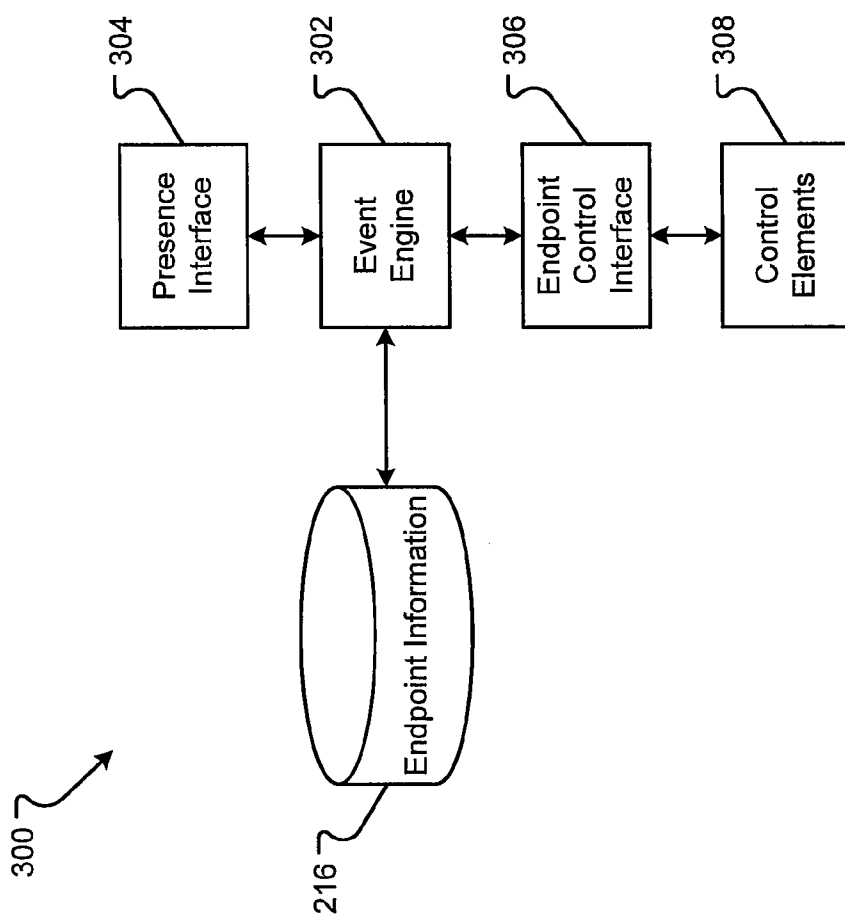 300
216
Endpoint Information
Presence
Interface
304
Event
Engine
302
Endpoint
Control
Interface
306
Control
Elements
308